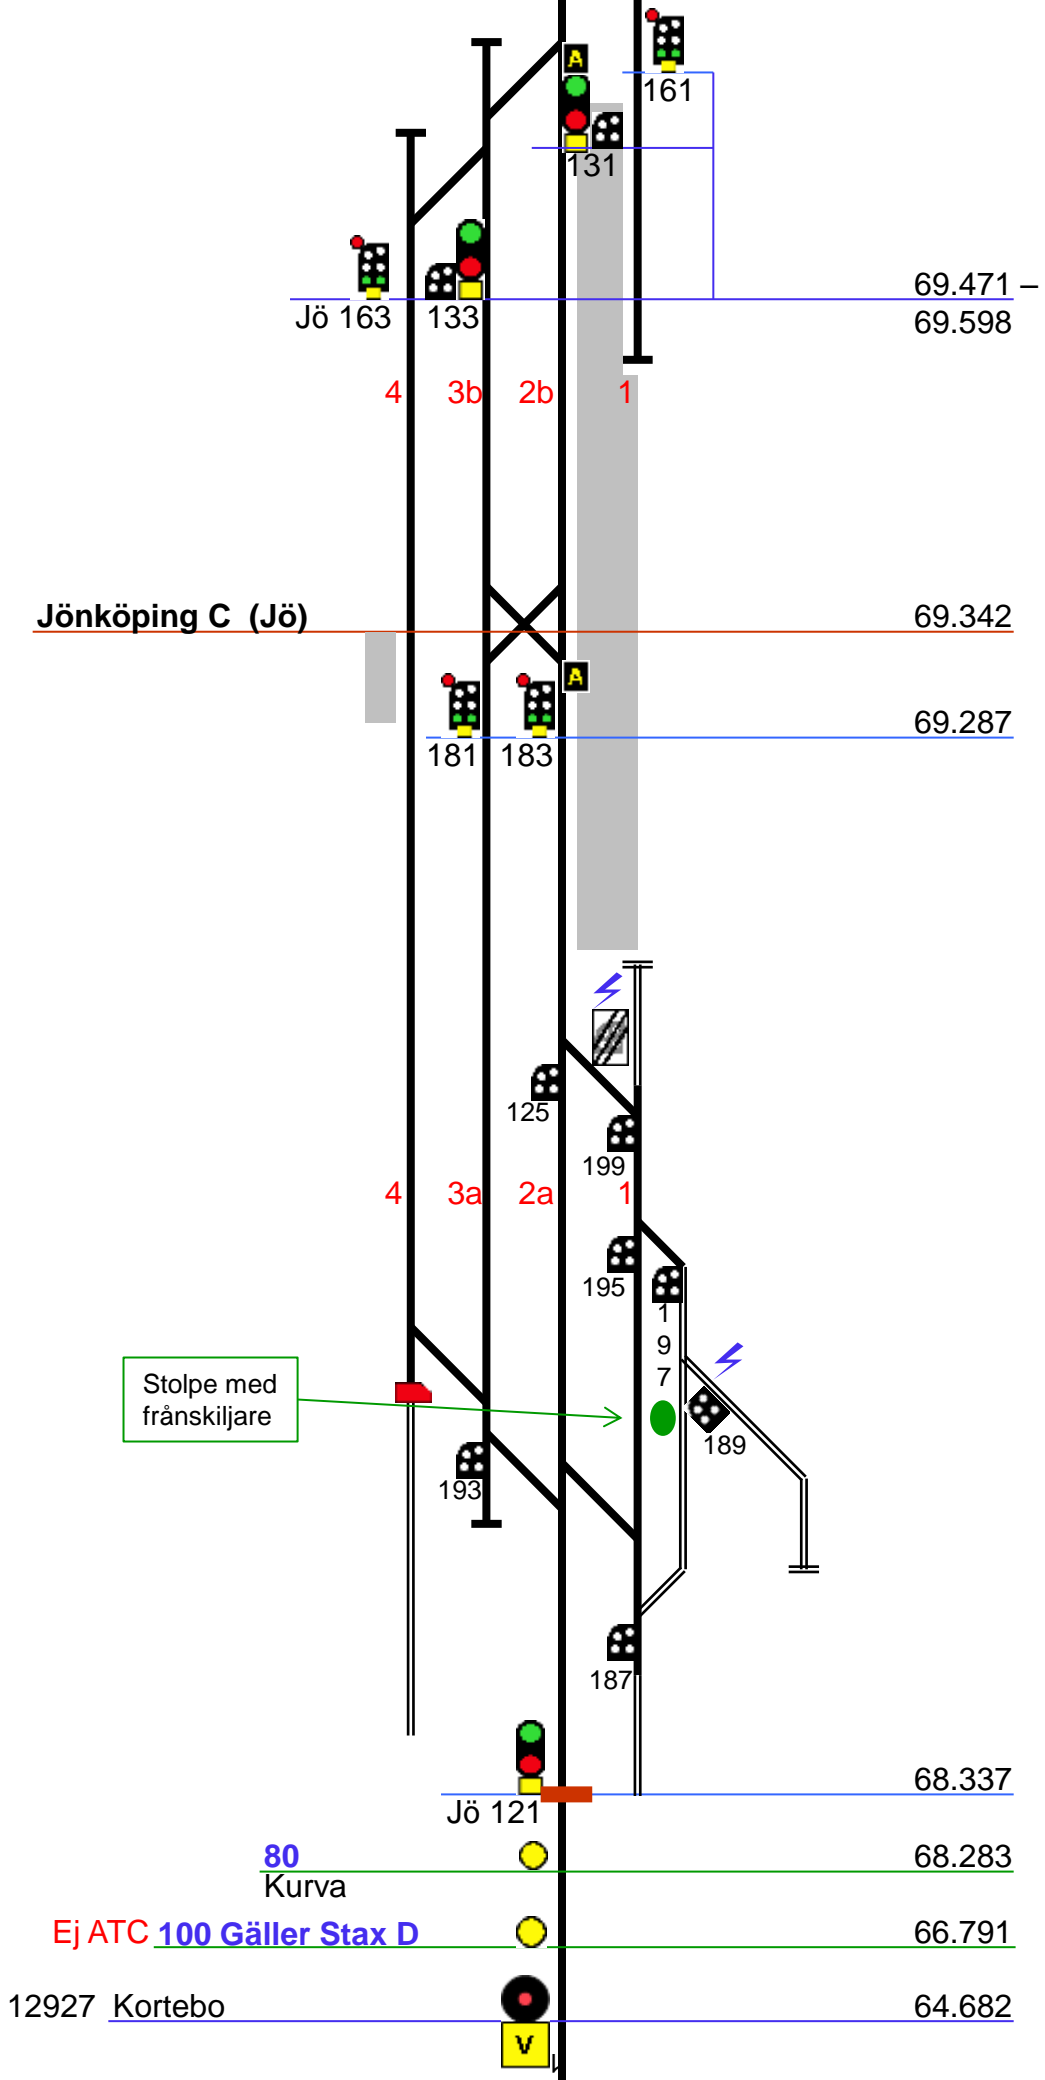 A
161
131
69.471 –
Jö 163
133
69.598
4
3b
2b
1
Jönköping C (Jö)
69.342
A
69.287
181
183
125
199
4
3a
2a
1
195
1
9
7
Stolpe med
frånskiljare
189
193
187
68.337
Jö 121
80
68.283
Kurva
Ej ATC 100 Gäller Stax D
66.791
12927 Kortebo
64.682
V